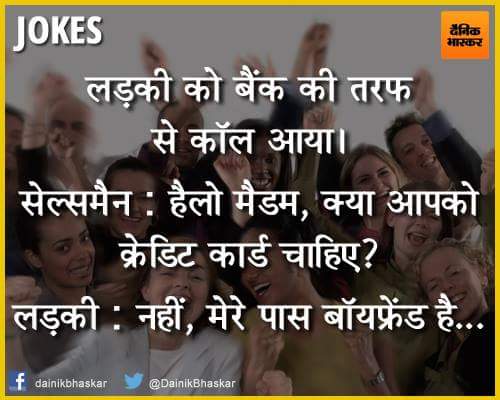 JOKES
दैनिक
भास्कर
लड़की को बैंक की तरफ
से कॉल आया।
सेल्समैन : हैलो मैडम, क्या आपको
क्रेडिट कार्ड चाहिए?
लड़की : नहीं, मेरे पास बॉयफ्रेंड है...
f dainikbhaskar @DainikBhaskar